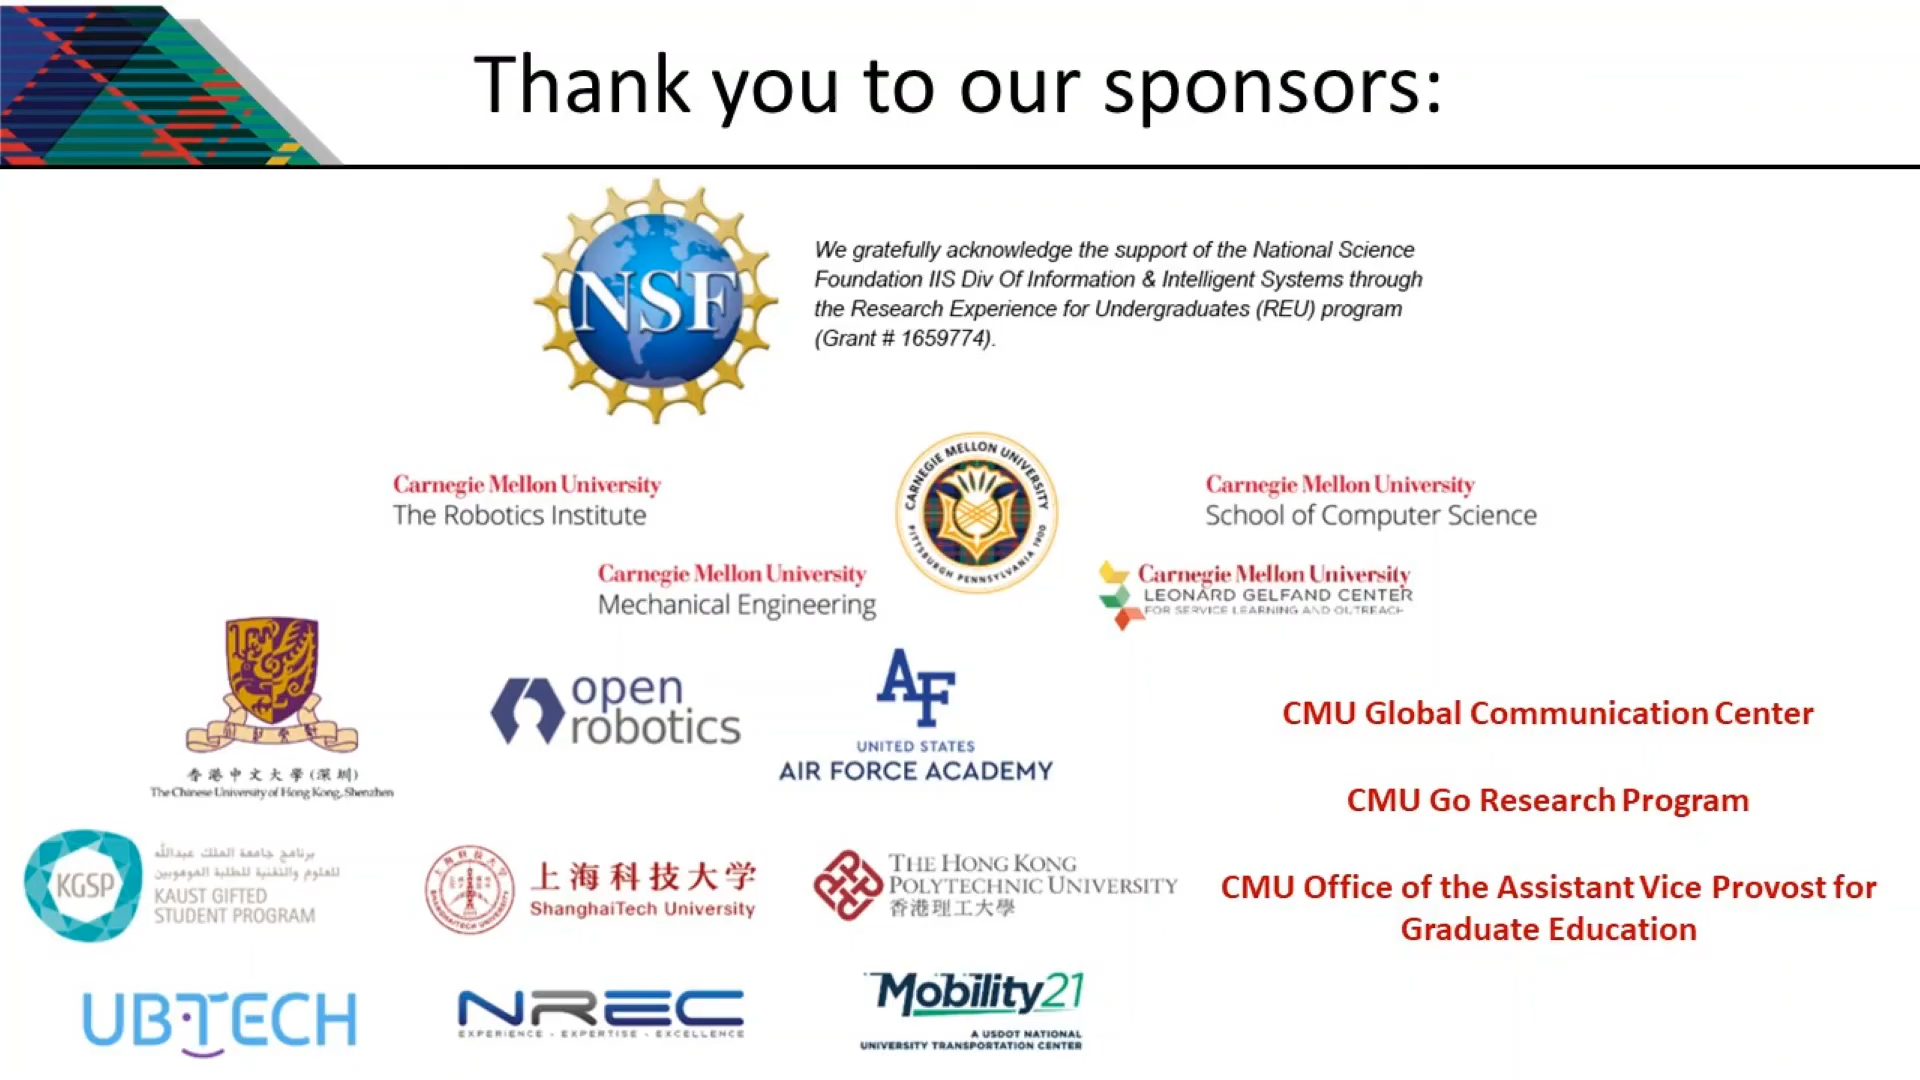 Thank you to our sponsors:
NSF
We gratefully acknowledge the support of the National Science
Foundation IIS Div Of Information & Intelligent Systems through
the Research Experience for Undergraduates (REU) program
(Grant # 1659774).
Carnegie Mellon University
The Robotics Institute
CARNEGIE MELLON UNIVERSITY
PITTSBURGH PENNSYLVANIA 1900
Carnegie Mellon University
School of Computer Science
Carnegie Mellon University
Mechanical Engineering
Carnegie Mellon University
LEONARD GELFAND CENTER
FOR SERVICE LEARNING AND OUTREACH
香港中文大學(深圳)
The Chinese University of Hong Kong, Shenzhen
open
robotics
AF
UNITED STATES
AIR FORCE ACADEMY
CMU Global Communication Center
CMU Go Research Program
CMU Office of the Assistant Vice Provost for
Graduate Education
KGSP
برنامج جامعة الملك عبدالله
للعلوم والتقنية للطلبة الموهوبين
KAUST GIFTED
STUDENT PROGRAM
上海科技大学
ShanghaiTech University
THE HONG KONG
POLYTECHNIC UNIVERSITY
香港理工大學
UBTECH
NREC
EXPERIENCE - EXPERTISE - EXCELLENCE
Mobility21
A USDOT NATIONAL
UNIVERSITY TRANSPORTATION CENTER